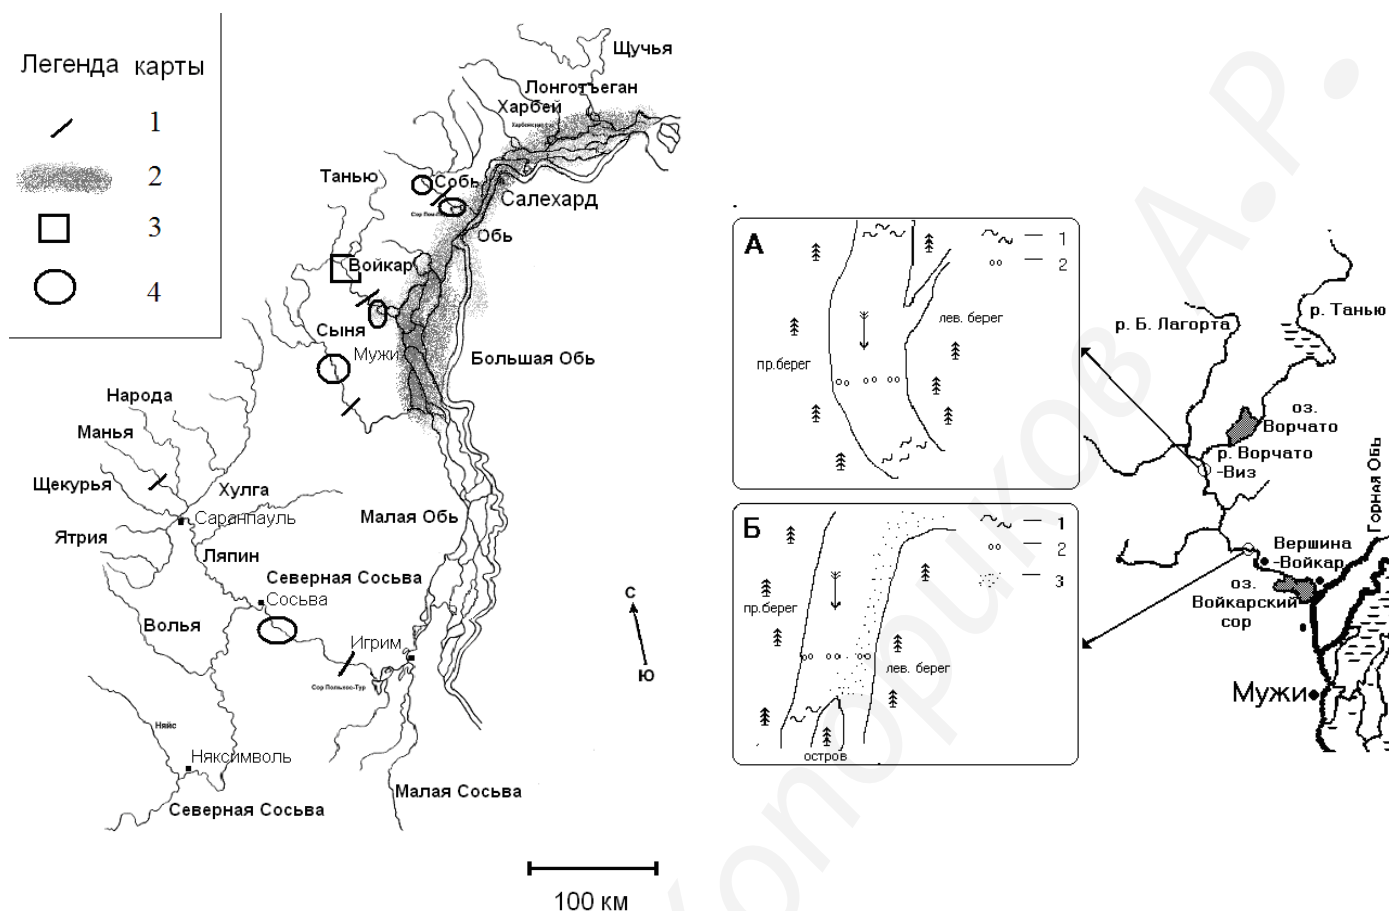 Легенда карты
1
2
3
4
Щучья
Лонготъеган
Харбей
Танью
Собь
Салехард
Обь
Войкар
Сыня
Мужи
Большая Обь
Народа
Манья
Щекурья
Хулга
Саранпауль
Ятрия
Малая Обь
Ляпин
Северная Сосьва
Сосьва
Волья
Игрим
С
Ю
Няйс
Няксимволь
Северная Сосьва
Малая Сосьва
100 км
А
1
2
лев. берег
пр.берег
Б
1
2
3
пр.берег
лев. берег
остров
р. Танью
р. Б. Лагорта
оз.
Ворчато
р. Ворчато
-Виз
Горная Обь
Вершина
-Войкар
оз.
Войкарский
сор
Мужи
Копориков А.Р.